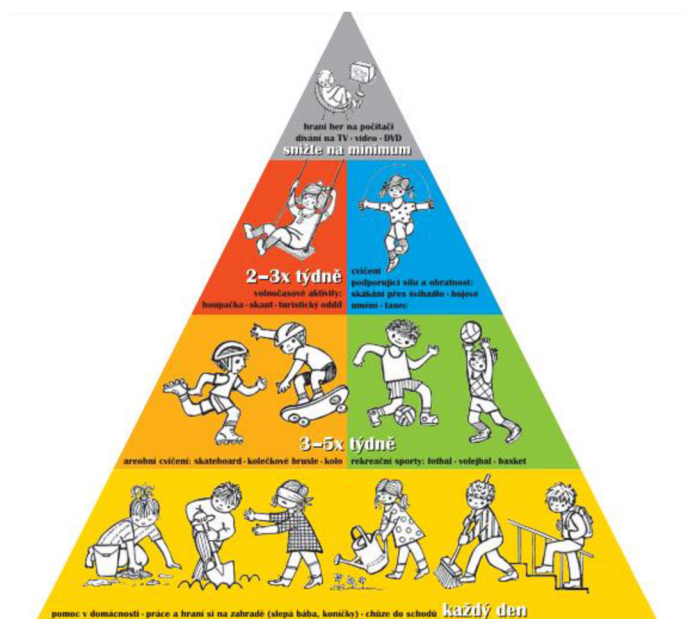 hraní her na počítači
dívání na TV · video · DVD
snižte na minimum
2–3x týdně
volnočasové aktivity:
houpačka · skaut · turistický oddíl
cvičení
podporující sílu a obratnost:
skákání přes švihadlo · bojové
umění · tanec
3–5x týdně
areobní cvičení: skateboard · kolečkové brusle · kolo
rekreační sporty: fotbal · volejbal · basket
pomoc v domácnosti · práce a hraní si na zahradě (slepá bába, koníčky) · chůze do schodů každý den